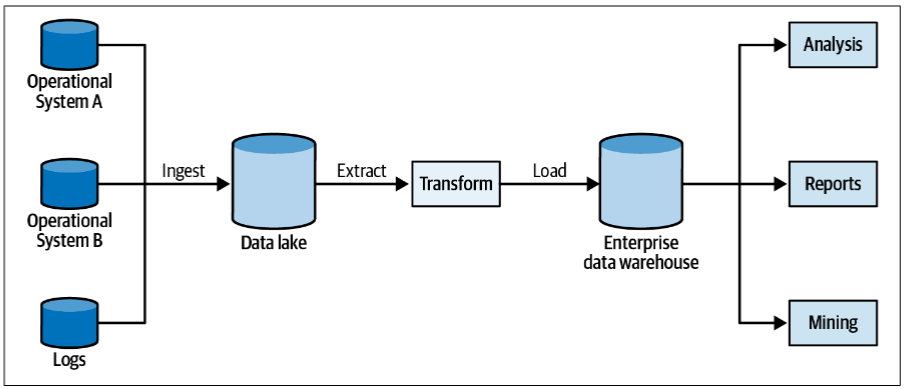 Operational
System A
Operational
System B
Logs
Ingest
Data lake
Extract
Transform
Load
Enterprise
data warehouse
Analysis
Reports
Mining